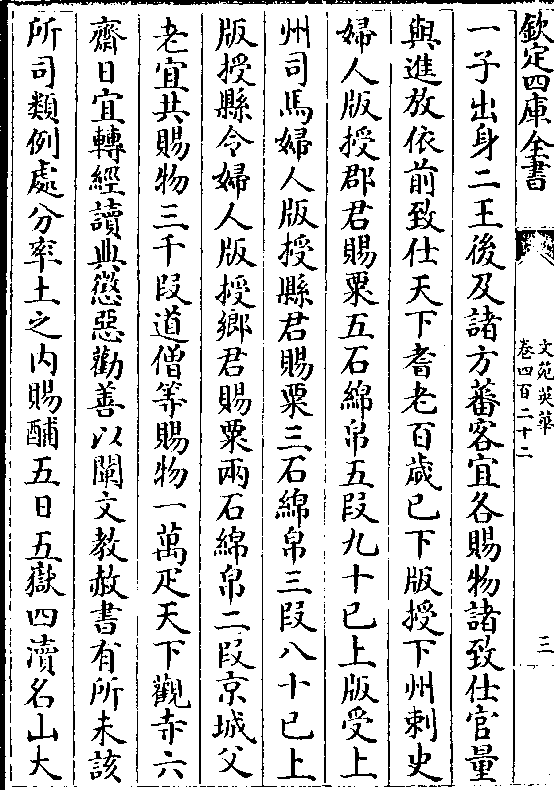 欽定四庫全書
文苑英華
卷四百二十二
三
一子出身二王後及諸方蕃客宜各賜物諸致仕官量
與進放依前致仕天下耆老百歲已下版授下州刺史
婦人版授郡君賜粟五石綿帛五段九十已上版受上
州司馬婦人版授縣君賜粟三石綿帛三段八十已上
版授縣令婦人版授鄉君賜粟兩石綿帛二段京城父
老宜共賜物三千段道僧等賜物一萬疋天下觀寺六
齋日宜轉經讀典懲惡勸善以闡文教赦書有所未該
所司類例處分率土之内賜酺五日五嶽四瀆名山大